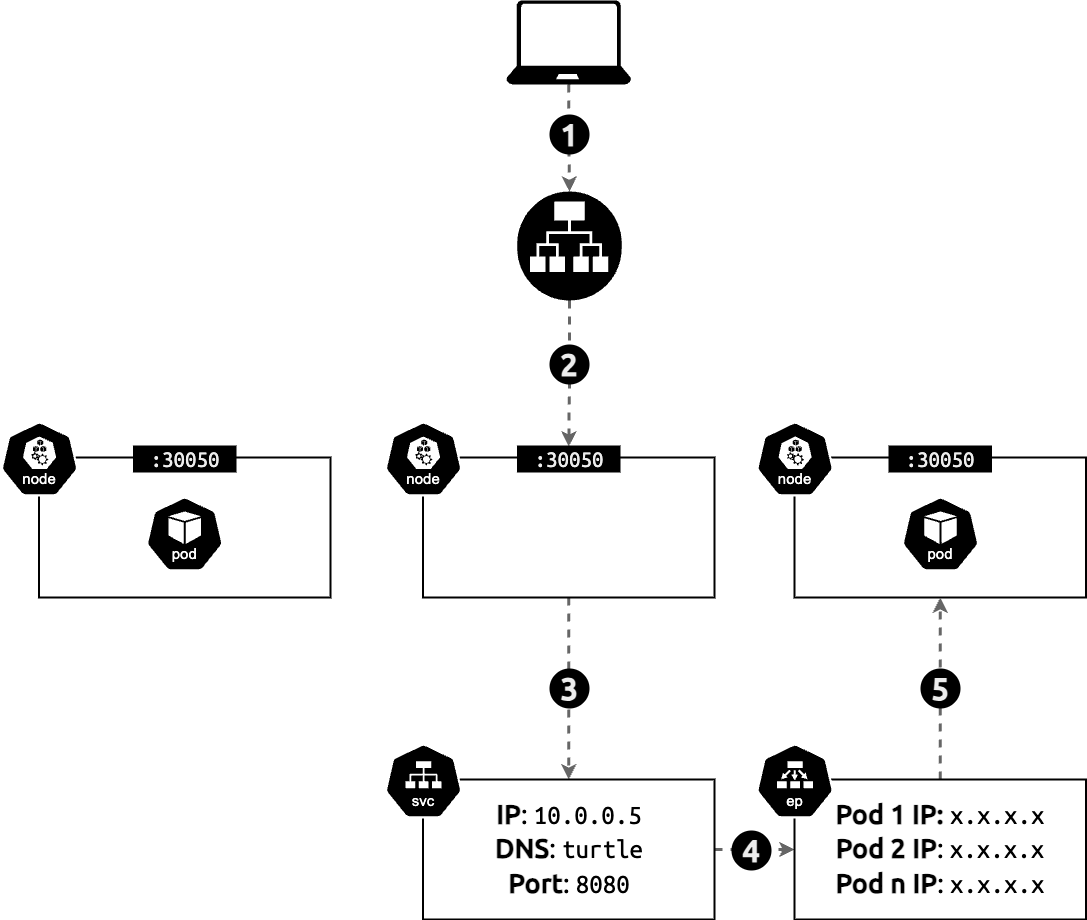 1
2
node
:30050
pod
node
:30050
node
:30050
pod
3
5
svc
IP: 10.0.0.5
DNS: turtle
Port: 8080
4
ep
Pod 1 IP: x.x.x.x
Pod 2 IP: x.x.x.x
Pod n IP: x.x.x.x